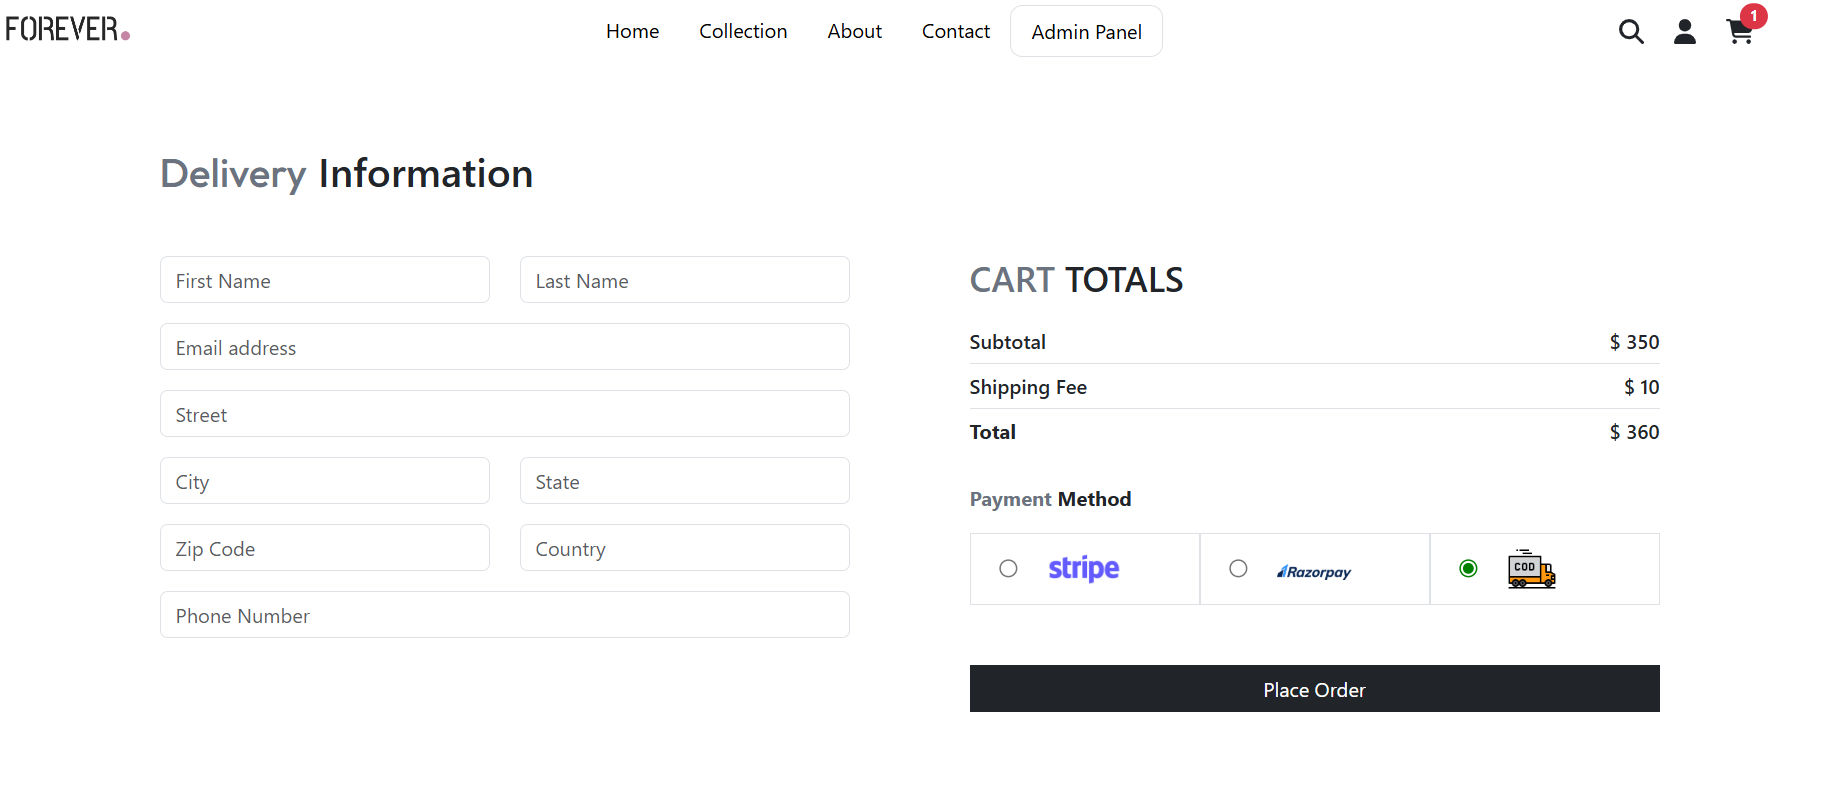 FOREVER.
Home Collection About Contact Admin Panel
1
Delivery Information
First Name Last Name
Email address
Street
City State
Zip Code Country
Phone Number
CART TOTALS
Subtotal $ 350
Shipping Fee $ 10
Total $ 360
Payment Method
stripe Razorpay COD
Place Order